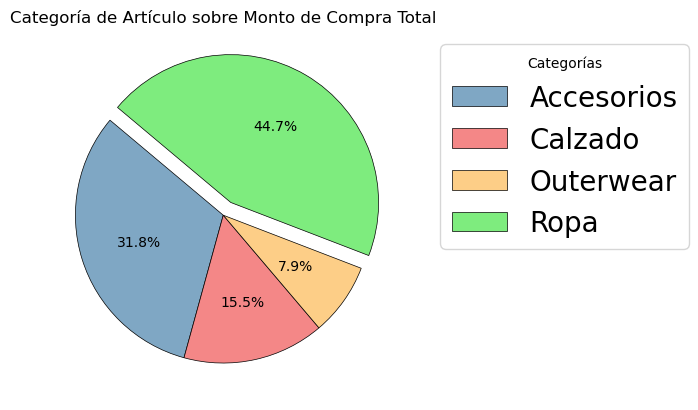 Categoría de Artículo sobre Monto de Compra Total
Categorías
Accesorios
Calzado
Outerwear
Ropa
44.7%
31.8%
7.9%
15.5%